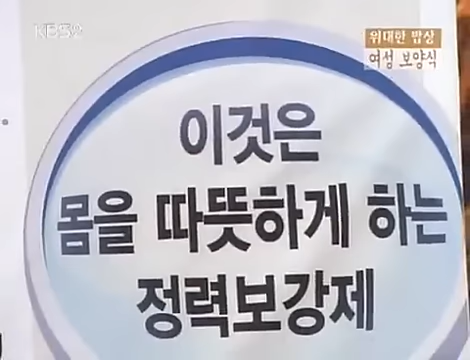 KBS2
위대한 밥상
여성 보양식
이것은
몸을 따뜻하게 하는
정력보강제